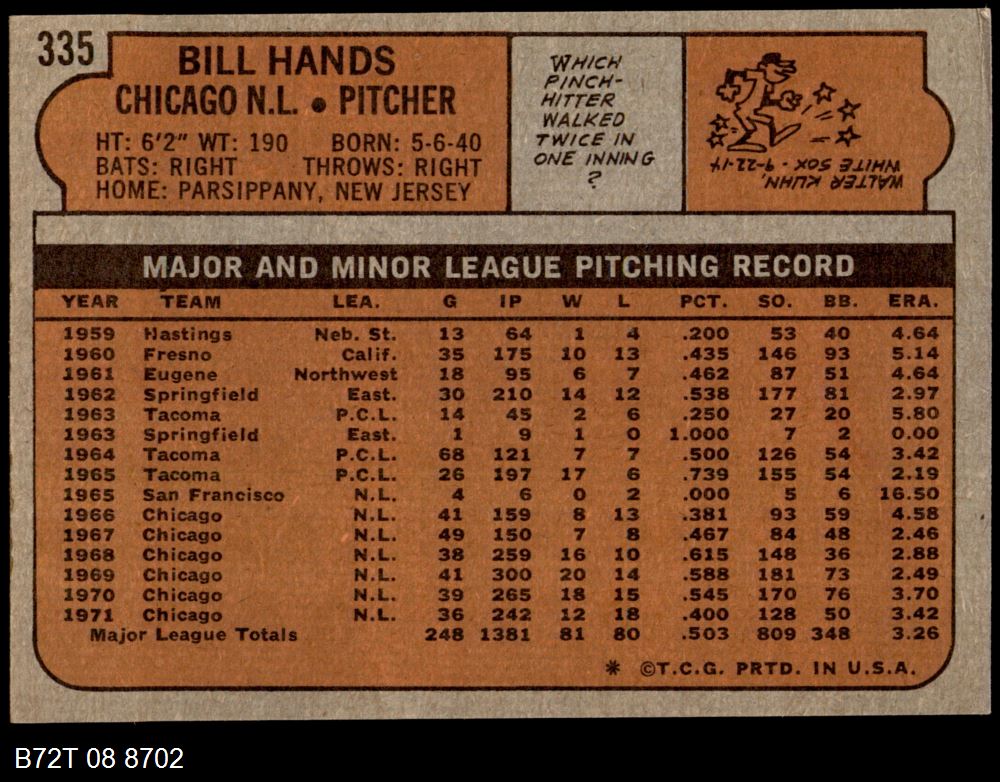 335
BILL HANDS
CHICAGO N.L. • PITCHER
HT: 6'2" WT: 190 BORN: 5-6-40
BATS: RIGHT THROWS: RIGHT
HOME: PARSIPPANY, NEW JERSEY
WHICH
PINCH-
HITTER
WALKED
TWICE IN
ONE INNING
?
WALTER KUHN,
WHITE SOX - 9-22-14
MAJOR AND MINOR LEAGUE PITCHING RECORD
YEAR TEAM LEA. G IP W L PCT. SO. BB. ERA.
1959 Hastings Neb. St. 13 64 1 4 .200 53 40 4.64
1960 Fresno Calif. 35 175 10 13 .435 146 93 5.14
1961 Eugene Northwest 18 95 6 7 .462 87 51 4.64
1962 Springfield East. 30 210 14 12 .538 177 81 2.97
1963 Tacoma P.C.L. 14 45 2 6 .250 27 20 5.80
1963 Springfield East. 1 9 1 0 1.000 7 2 0.00
1964 Tacoma P.C.L. 68 121 7 7 .500 126 54 3.42
1965 Tacoma P.C.L. 26 197 17 6 .739 155 54 2.19
1965 San Francisco N.L. 4 6 0 2 .000 5 6 16.50
1966 Chicago N.L. 41 159 8 13 .381 93 59 4.58
1967 Chicago N.L. 49 150 7 8 .467 84 48 2.46
1968 Chicago N.L. 38 259 16 10 .615 148 36 2.88
1969 Chicago N.L. 41 300 20 14 .588 181 73 2.49
1970 Chicago N.L. 39 265 18 15 .545 170 76 3.70
1971 Chicago N.L. 36 242 12 18 .400 128 50 3.42
Major League Totals 248 1381 81 80 .503 809 348 3.26
* ©T.C.G. PRTD. IN U.S.A.
B72T 08 8702